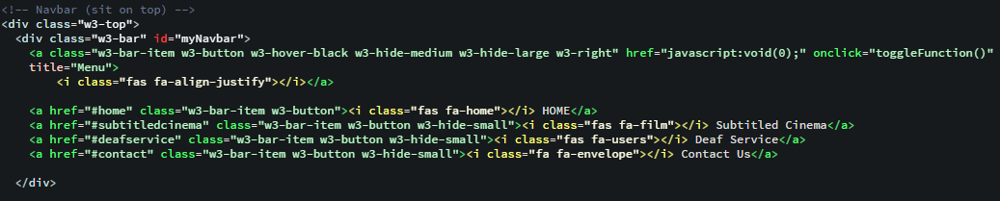 <!-- Navbar (sit on top) -->
<div class="w3-top">
  <div class="w3-bar" id="myNavbar">
    <a class="w3-bar-item w3-button w3-hover-black w3-hide-medium w3-hide-large w3-right" href="javascript:void(0);" onclick="toggleFunction()"
    title="Menu">
        <i class="fas fa-align-justify"></i></a>

    <a href="#home" class="w3-bar-item w3-button"><i class="fas fa-home"></i> HOME</a>
    <a href="#subtitledcinema" class="w3-bar-item w3-button w3-hide-small"><i class="fas fa-film"></i> Subtitled Cinema</a>
    <a href="#deafservice" class="w3-bar-item w3-button w3-hide-small"><i class="fas fa-users"></i> Deaf Service</a>
    <a href="#contact" class="w3-bar-item w3-button w3-hide-small"><i class="fa fa-envelope"></i> Contact Us</a>

  </div>